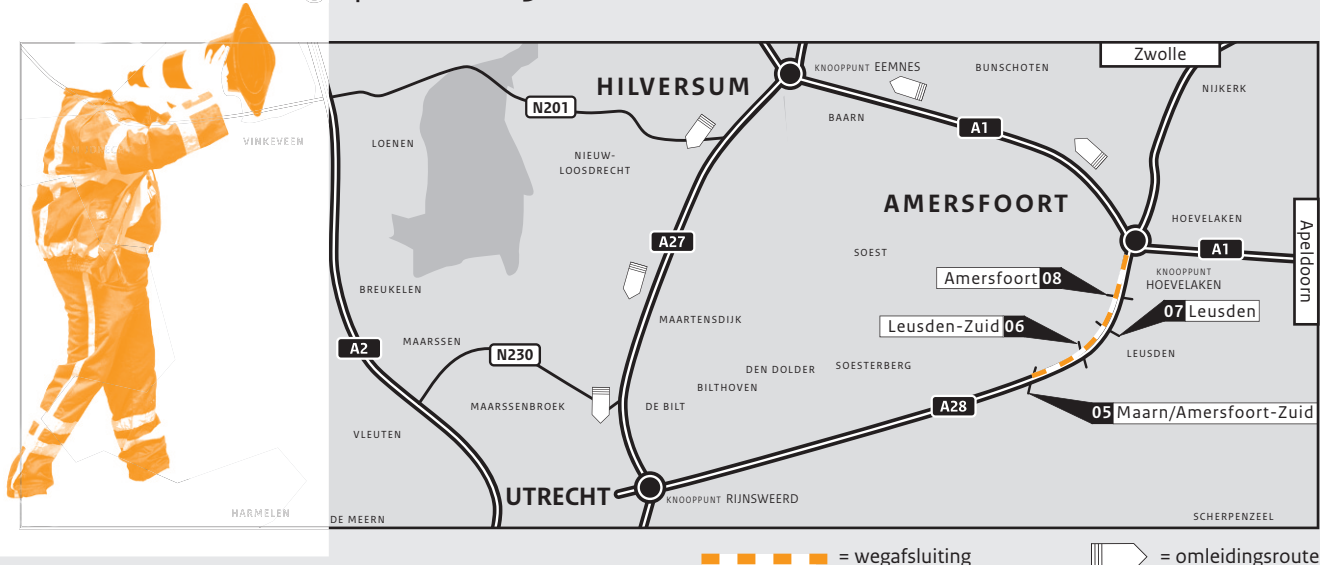 Zwolle
KNOOPPUNT EEMNES
BUNSCHOTEN
HILVERSUM
NIJKERK
N201
BAARN
A1
VINKEVEEN
LOENEN
NIEUW-
LOOSDRECHT
AMERSFOORT
HOEVELAKEN
A27
A1
Apeldoorn
SOEST
KNOOPPUNT
HOEVELAKEN
Amersfoort 08
BREUKELEN
07 Leusden
MAARTENSDIJK
Leusden-Zuid 06
MAARSSEN
A2
N230
LEUSDEN
DEN DOLDER
SOESTERBERG
BILTHOVEN
MAARSSENBROEK
DE BILT
A28
05 Maarn/Amersfoort-Zuid
VLEUTEN
UTRECHT
KNOOPPUNT RIJNSWEERD
HARMELEN
DE MEERN
SCHERPENZEEL
= wegafsluiting
= omleidingsroute